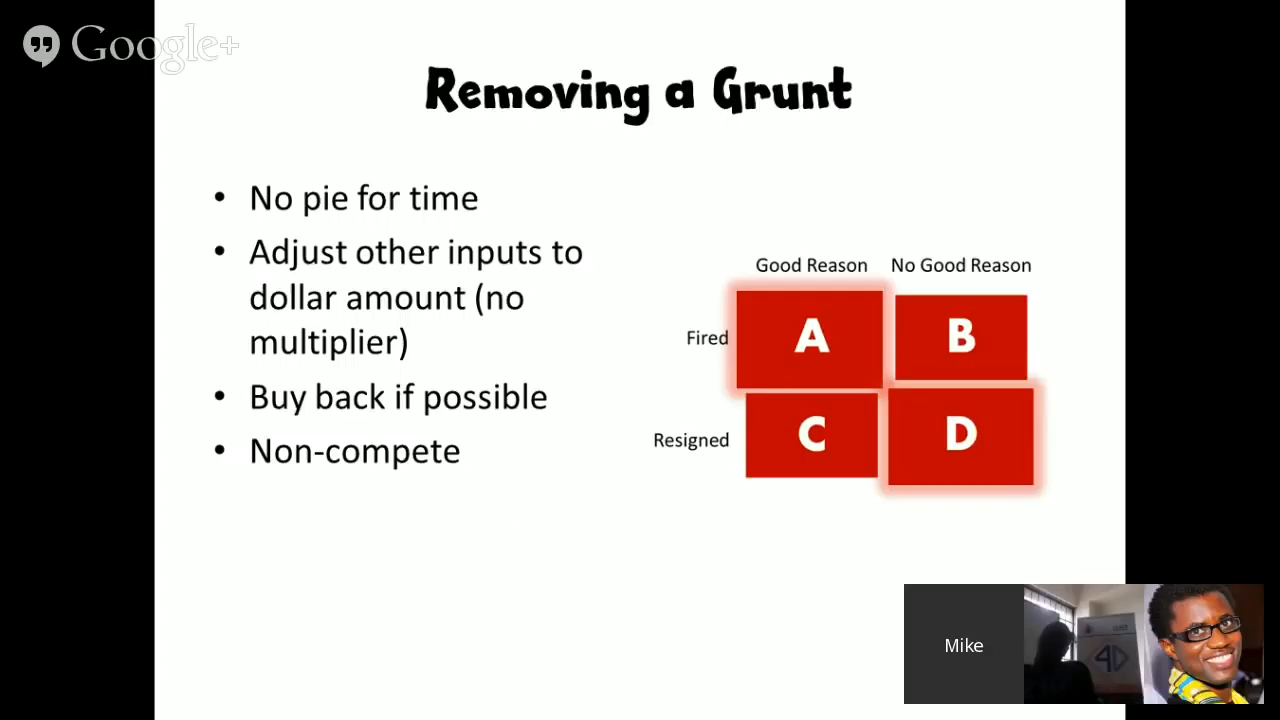 Google+
Removing a Grunt
• No pie for time
• Adjust other inputs to
dollar amount (no
multiplier)
• Buy back if possible
• Non-compete
Good Reason No Good Reason
Fired A B
Resigned C D
Mike